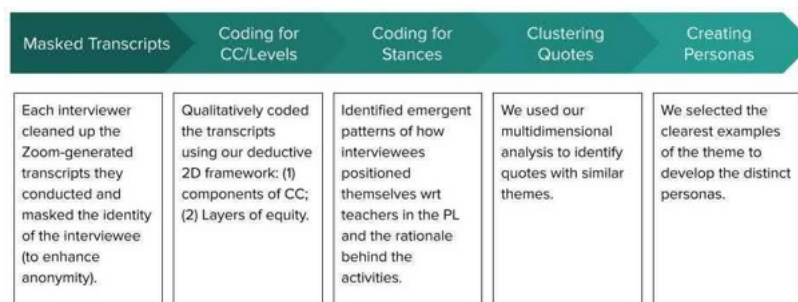 Masked Transcripts
Coding for
CC/Levels
Coding for
Stances
Clustering
Quotes
Creating
Personas
Each interviewer
cleaned up the
Zoom-generated
transcripts they
conducted and
masked the identity
of the interviewee
(to enhance
anonymity).
Qualitatively coded
the transcripts
using our deductive
2D framework: (1)
components of CC;
(2) Layers of equity.
Identified emergent
patterns of how
interviewees
positioned
themselves wrt
teachers in the PL
and the rationale
behind the
activities.
We used our
multidimensional
analysis to identify
quotes with similar
themes.
We selected the
clearest examples
of the theme to
develop the distinct
personas.